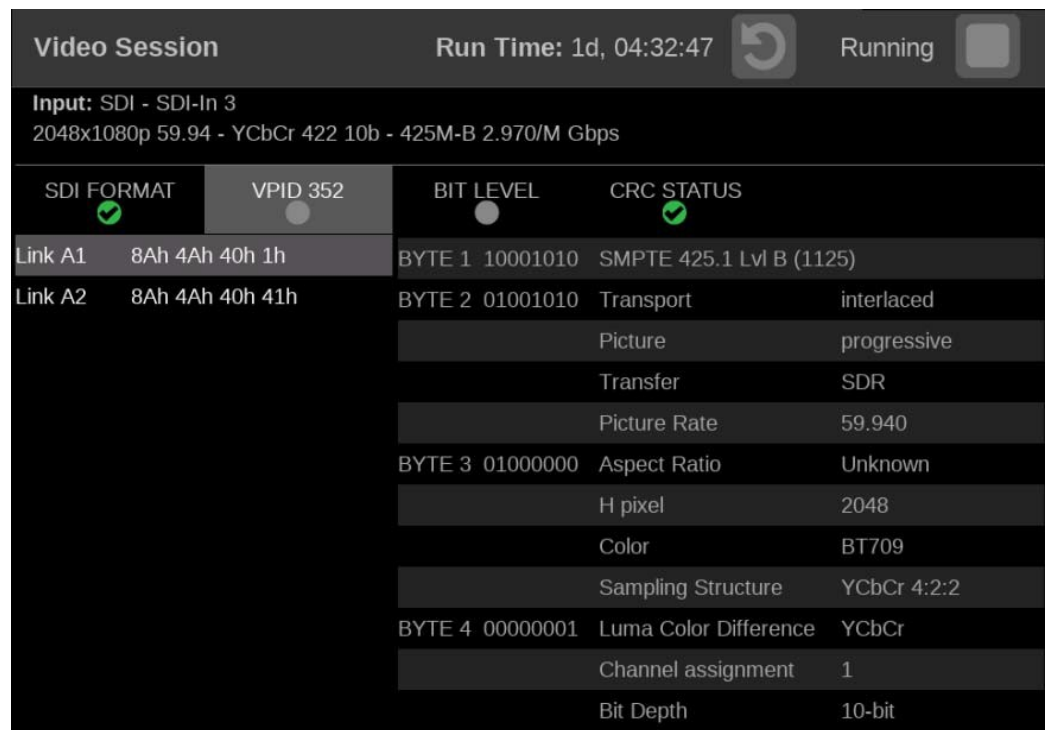 Video Session Run Time: 1d, 04:32:47 Running
Input: SDI - SDI-In 3
2048x1080p 59.94 - YCbCr 422 10b - 425M-B 2.970/M Gbps
SDI FORMAT VPID 352 BIT LEVEL CRC STATUS
Link A1 8Ah 4Ah 40h 1h
Link A2 8Ah 4Ah 40h 41h
BYTE 1 10001010 SMPTE 425.1 Lvl B (1125)
BYTE 2 01001010 Transport interlaced
Picture progressive
Transfer SDR
Picture Rate 59.940
BYTE 3 01000000 Aspect Ratio Unknown
H pixel 2048
Color BT709
Sampling Structure YCbCr 4:2:2
BYTE 4 00000001 Luma Color Difference YCbCr
Channel assignment 1
Bit Depth 10-bit